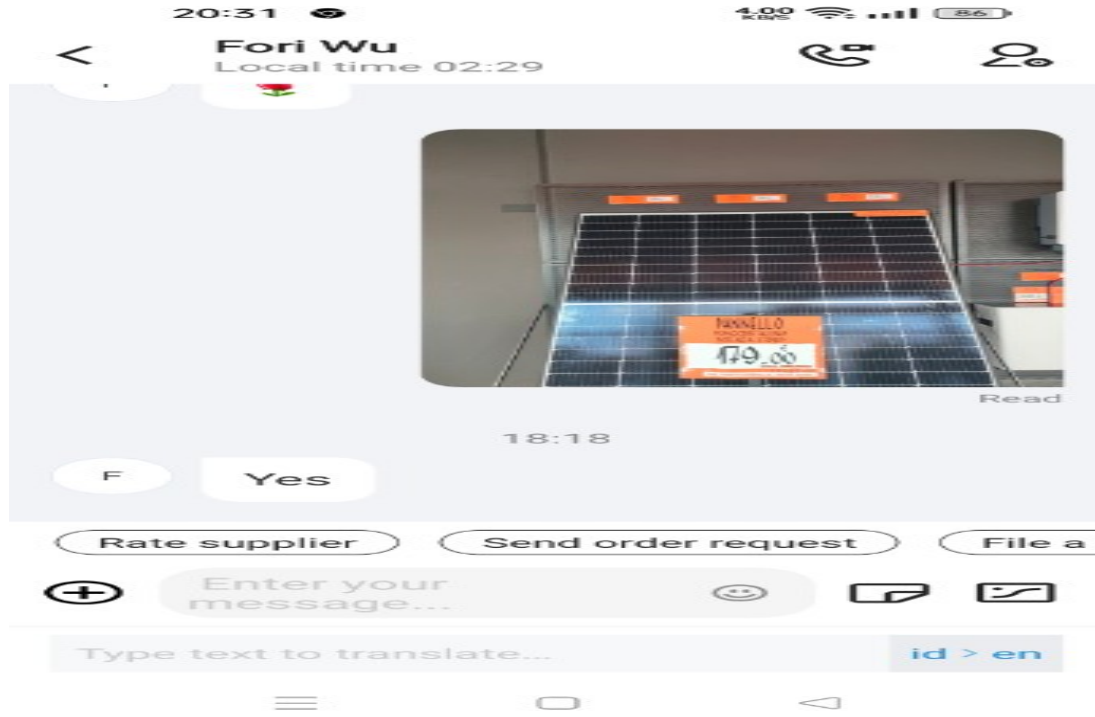 20:31
4.00
KB/S
86
Fori Wu
Local time 02:29
PANNELLO
179.00
Read
18:18
F
Yes
Rate supplier
Send order request
File a
Enter your
message...
Type text to translate...
id > en